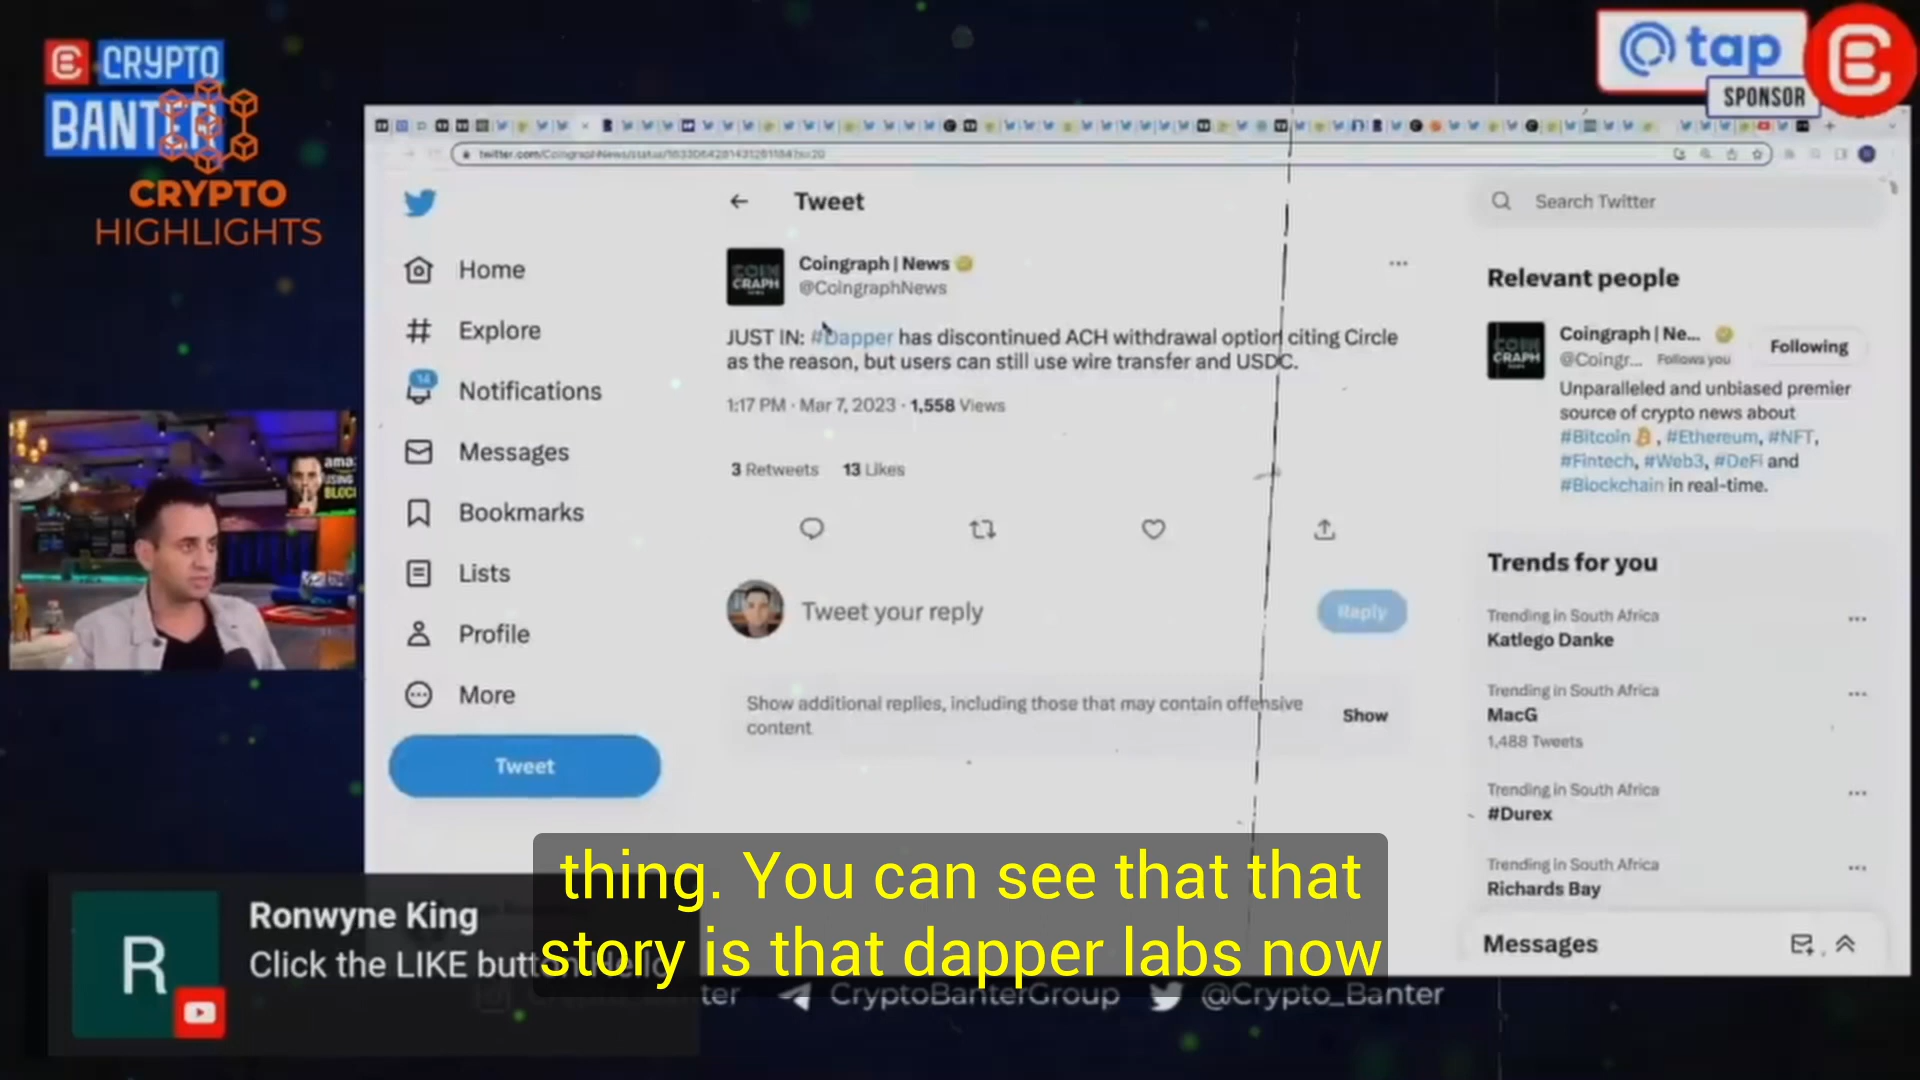 CRYPTO
BANTER
CRYPTO
HIGHLIGHTS
tap
SPONSOR
Tweet
Search Twitter
Home
Explore
14
Notifications
Messages
Bookmarks
Lists
Profile
More
Tweet
COIN
GRAPH
Coingraph | News
@CoingraphNews
JUST IN: #Dapper has discontinued ACH withdrawal option citing Circle
as the reason, but users can still use wire transfer and USDC.
1:17 PM · Mar 7, 2023 · 1,558 Views
3 Retweets 13 Likes
Tweet your reply
Reply
Show additional replies, including those that may contain offensive
content
Show
Relevant people
GRAPH
Coingraph | Ne...
@Coingr... Follows you
Following
Unparalleled and unbiased premier
source of crypto news about
#Bitcoin , #Ethereum, #NFT,
#Fintech, #Web3, #DeFi and
#Blockchain in real-time.
Trends for you
Trending in South Africa
Katlego Danke
Trending in South Africa
MacG
1,488 Tweets
Trending in South Africa
#Durex
Trending in South Africa
Richards Bay
Messages
R
Ronwyne King
Click the LIKE button Hello
thing. You can see that that
story is that dapper labs now
CryptoBanterGroup
@Crypto_Banter